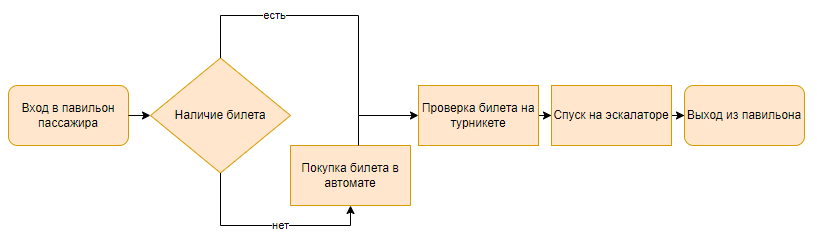 есть
Вход в павильон
пассажира
Наличие билета
Проверка билета на
турникете
Спуск на эскалаторе
Выход из павильона
Покупка билета в
автомате
нет